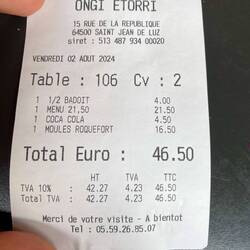 ONGI ETORRI
15 RUE DE LA REPUBLIQUE
64500 SAINT JEAN DE LUZ
siret : 513 487 934 00020
VENDREDI 02 AOUT 2024
Table : 106 Cv : 2
1 1/2 BADOIT 4.00
1 MENU 21,50 21.50
1 COCA COLA 4.50
1 MOULES ROQUEFORT 16.50
Total Euro : 46.50
HT TVA TTC
TVA 10% : 42.27 4.23 46.50
Total TVA : 42.27 4.23 46.50
Merci de votre visite - A bientot
Tel : 05.59.26.85.07